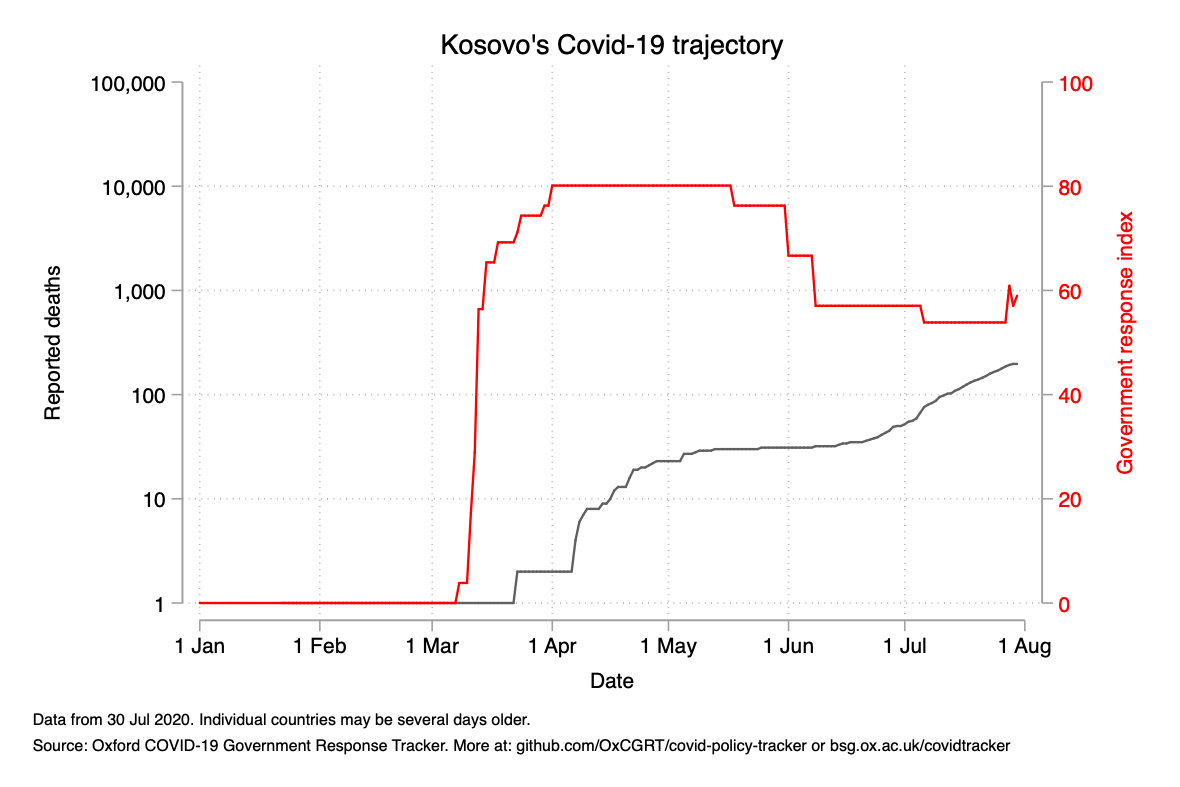 Kosovo's Covid-19 trajectory
100,000
10,000
1,000
100
10
1
Reported deaths
100
80
60
40
20
0
Government response index
1 Jan
1 Feb
1 Mar
1 Apr
1 May
1 Jun
1 Jul
1 Aug
Date
Data from 30 Jul 2020. Individual countries may be several days older.
Source: Oxford COVID-19 Government Response Tracker. More at: github.com/OxCGRT/covid-policy-tracker or bsg.ox.ac.uk/covidtracker